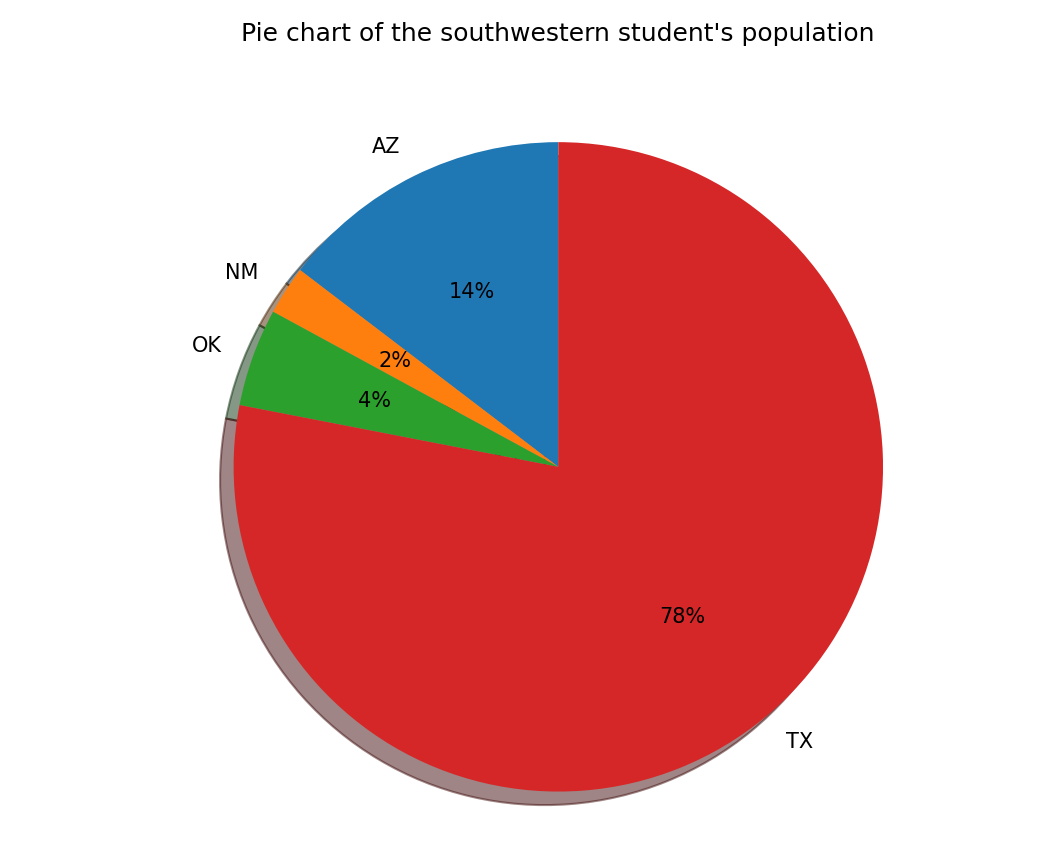 Pie chart of the southwestern student's population
AZ
14%
NM
2%
OK
4%
78%
TX